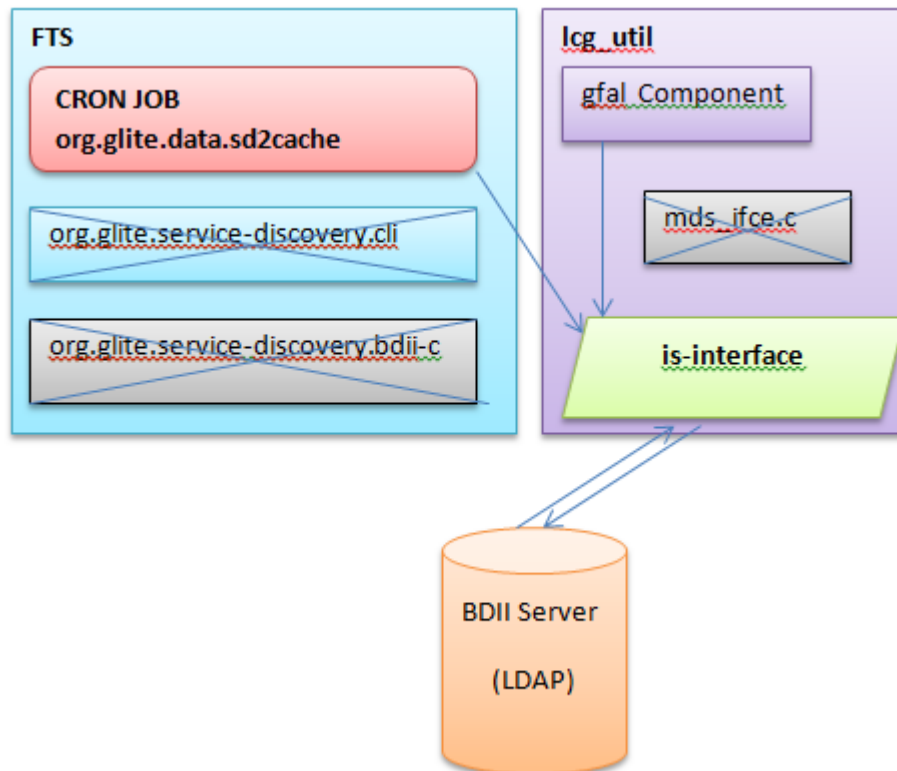 FTS
CRON JOB
org.glite.data.sd2cache
org.glite.service-discovery.cli
org.glite.service-discovery.bdii-c
lcg_util
gfal Component
mds_ifce.c
is-interface
BDII Server
(LDAP)